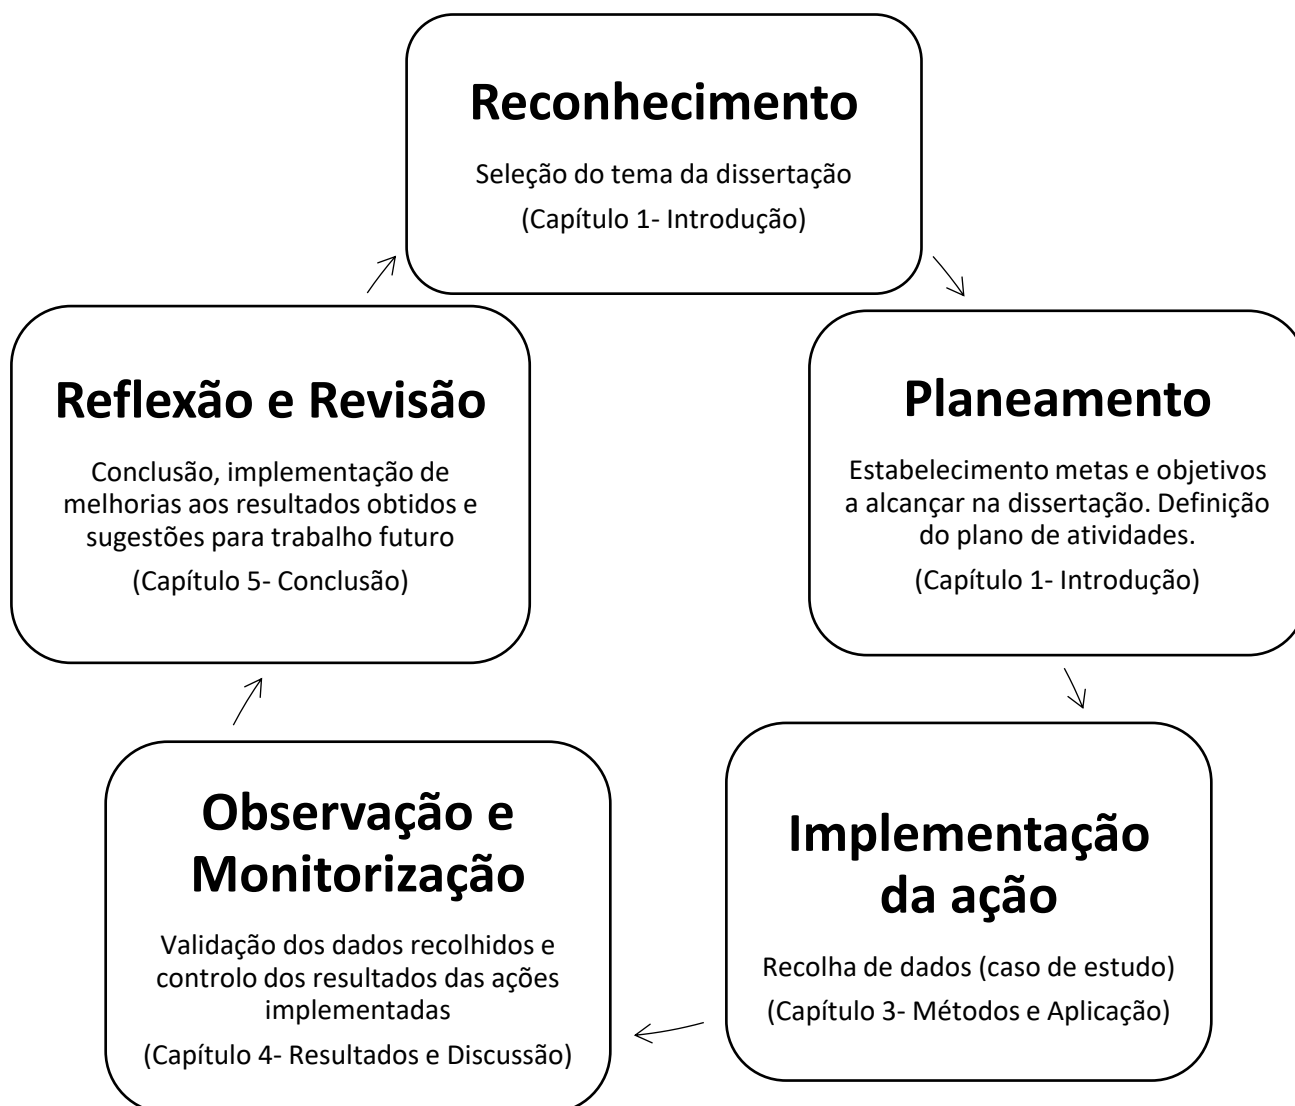 Reconhecimento
Seleção do tema da dissertação
(Capítulo 1- Introdução)
Planeamento
Estabelecimento metas e objetivos
a alcançar na dissertação. Definição
do plano de atividades.
(Capítulo 1- Introdução)
Implementação
da ação
Recolha de dados (caso de estudo)
(Capítulo 3- Métodos e Aplicação)
Observação e
Monitorização
Validação dos dados recolhidos e
controlo dos resultados das ações
implementadas
(Capítulo 4- Resultados e Discussão)
Reflexão e Revisão
Conclusão, implementação de
melhorias aos resultados obtidos e
sugestões para trabalho futuro
(Capítulo 5- Conclusão)